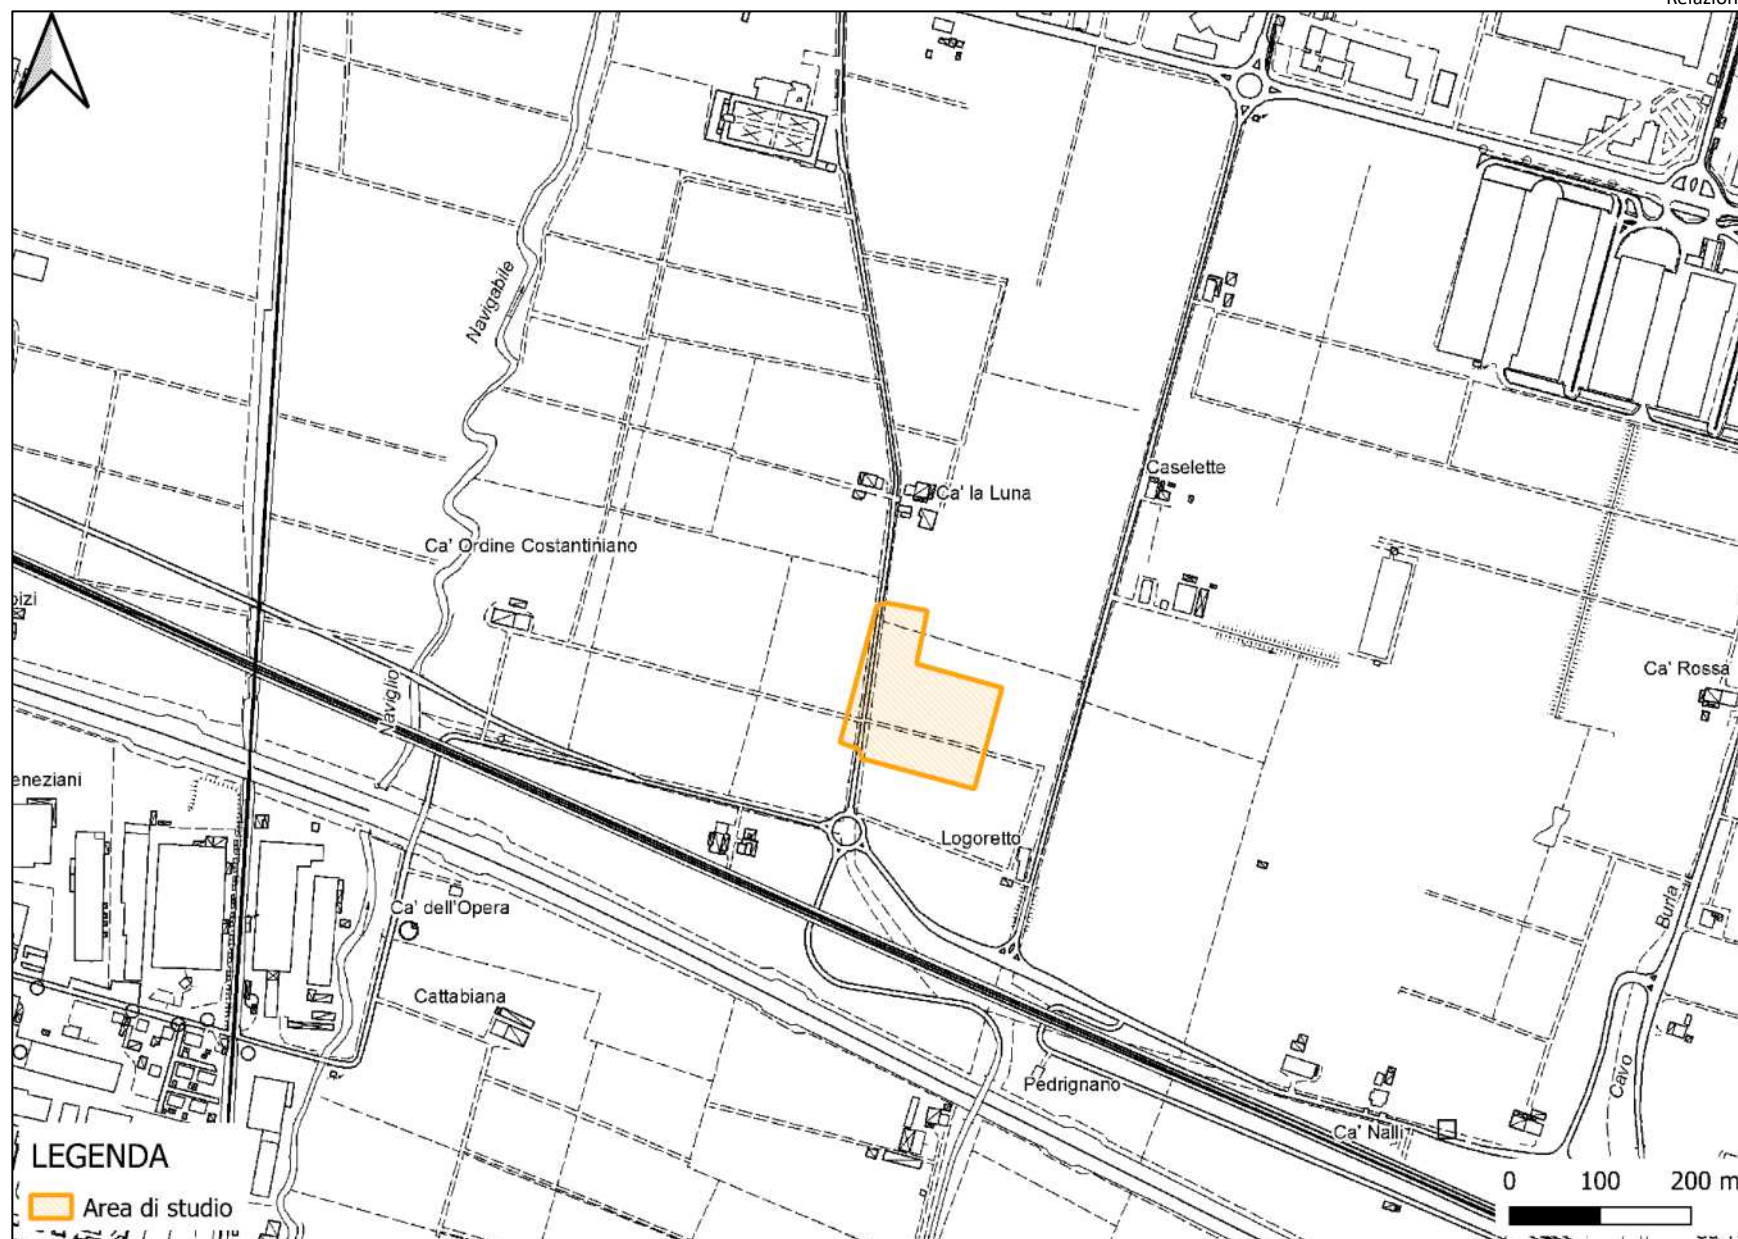 Relazion
Navigabile
Caselette
Ca' la Luna
Ca' Ordine Costantiniano
oizi
Ca' Rossa
Naviglio
eneziani
Logoretto
Burla
Ca' dell'Opera
Cattabiana
Pedrignano
Cavo
Ca' Nalli
LEGENDA
Area di studio
0 100 200 m